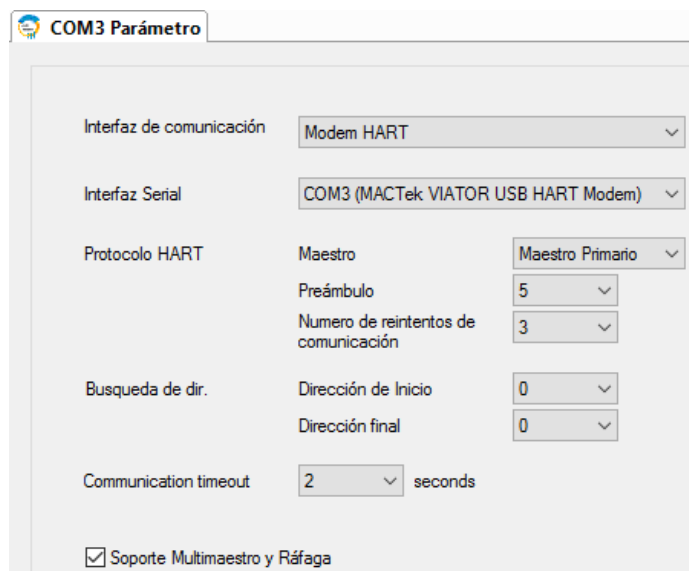 COM3 Parámetro
Interfaz de comunicación Modem HART
Interfaz Serial COM3 (MACTek VIATOR USB HART Modem)
Protocolo HART Maestro Maestro Primario
Preámbulo 5
Numero de reintentos de
comunicación 3
Busqueda de dir. Dirección de Inicio 0
Dirección final 0
Communication timeout 2 seconds
Soporte Multimaestro y Ráfaga